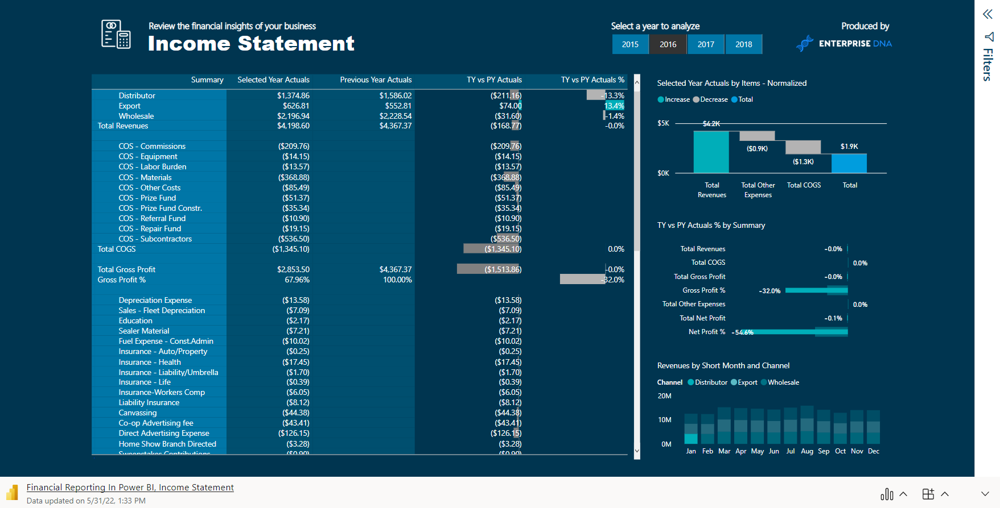 Review the financial insights of your business
Income Statement
Select a year to analyze
2015 2016 2017 2018
Produced by
ENTERPRISE DNA
Filters
Summary Selected Year Actuals Previous Year Actuals TY vs PY Actuals TY vs PY Actuals %
Distributor $1,374.86 $1,586.02 ($211.16) -13.3%
Export $626.81 $552.81 $74.00 13.4%
Wholesale $2,196.94 $2,228.54 ($31.60) -1.4%
Total Revenues $4,198.60 $4,367.37 ($168.77) -0.0%
COS - Commissions ($209.76) ($209.76)
COS - Equipment ($14.15) ($14.15)
COS - Labor Burden ($13.57) ($13.57)
COS - Materials ($368.88) ($368.88)
COS - Other Costs ($85.49) ($85.49)
COS - Prize Fund ($51.37) ($51.37)
COS - Prize Fund Constr. ($35.34) ($35.34)
COS - Referral Fund ($10.90) ($10.90)
COS - Repair Fund ($19.15) ($19.15)
COS - Subcontractors ($536.50) ($536.50)
Total COGS ($1,345.10) ($1,345.10) 0.0%
Total Gross Profit $2,853.50 $4,367.37 ($1,513.86) -0.0%
Gross Profit % 67.96% 100.00% -32.0%
Depreciation Expense ($13.58) ($13.58)
Sales - Fleet Depreciation ($7.09) ($7.09)
Education ($2.17) ($2.17)
Sealer Material ($7.21) ($7.21)
Fuel Expense - Const.Admin ($10.02) ($10.02)
Insurance - Auto/Property ($0.25) ($0.25)
Insurance - Health ($17.45) ($17.45)
Insurance - Liability/Umbrella ($1.70) ($1.70)
Insurance - Life ($0.39) ($0.39)
Insurance-Workers Comp ($6.05) ($6.05)
Liability Insurance ($8.12) ($8.12)
Canvassing ($44.38) ($44.38)
Co-op Advertising fee ($43.41) ($43.41)
Direct Advertising Expense ($126.15) ($126.15)
Home Show Branch Directed ($3.28) ($3.28)
Sweepstakes Contributions ($0.90) ($0.90)
Selected Year Actuals by Items - Normalized
Increase Decrease Total
$5K
$4.2K
($0.9K)
($1.3K)
$1.9K
$0K
Total Revenues
Total Other Expenses
Total COGS
Total
TY vs PY Actuals % by Summary
Total Revenues -0.0%
Total COGS 0.0%
Total Gross Profit -0.0%
Gross Profit % -32.0%
Total Other Expenses 0.0%
Total Net Profit -0.1%
Net Profit % -54.6%
Revenues by Short Month and Channel
Channel Distributor Export Wholesale
20M
10M
0M
Jan Feb Mar Apr May Jun Jul Aug Sep Oct Nov Dec
Financial Reporting In Power BI, Income Statement
Data updated on 5/31/22, 1:33 PM